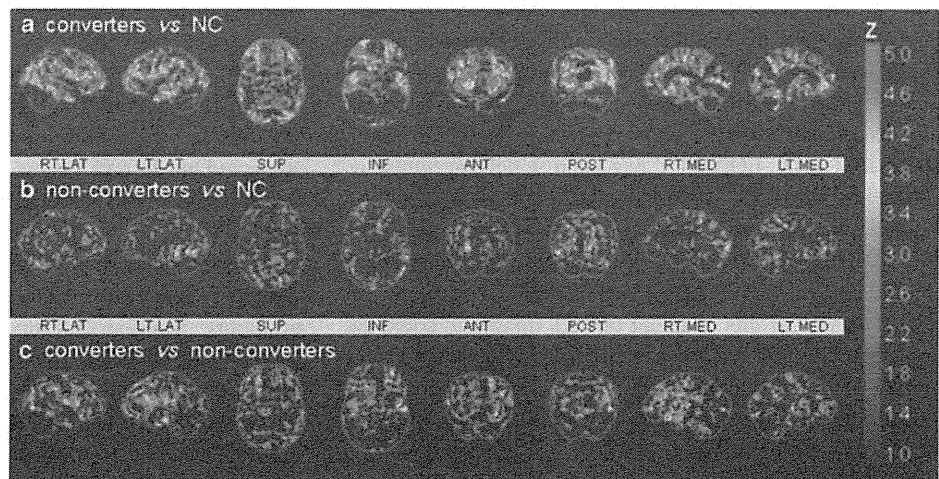 a converters vs NC
RT.LAT LT.LAT SUP INF ANT POST RT.MED LT.MED
b non-converters vs NC
RT.LAT LT.LAT SUP INF ANT POST RT.MED LT.MED
c converters vs non-converters
Z
5.0
4.6
4.2
3.8
3.4
3.0
2.6
2.2
1.8
1.4
1.0